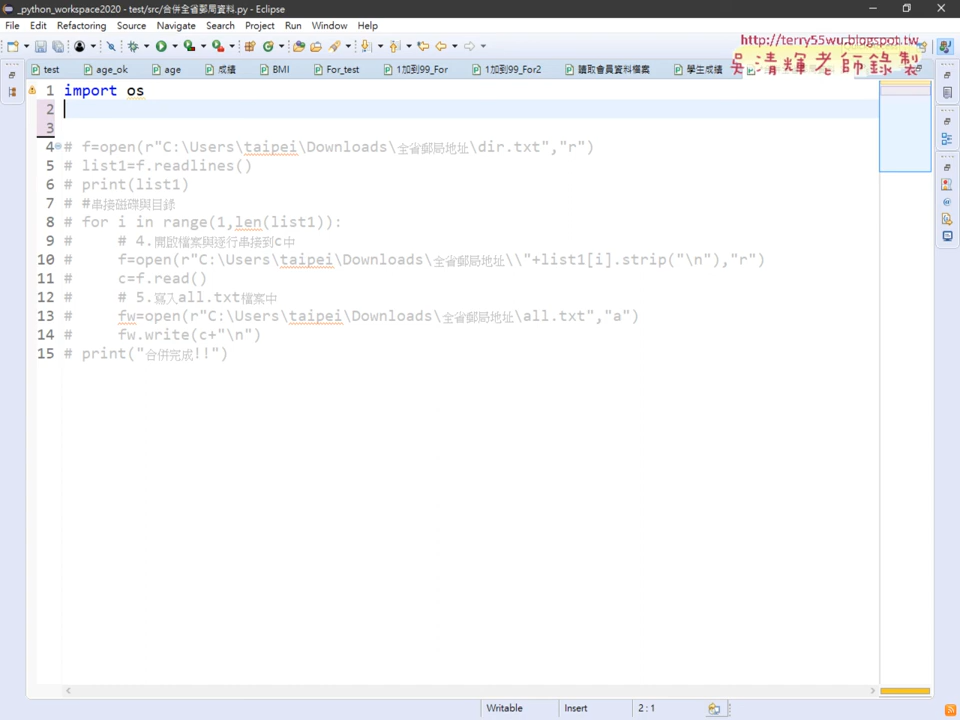 _python_workspace2020 - test/src/合併全省郵局資料.py - Eclipse
File Edit Refactoring Source Navigate Search Project Run Window Help
http://terry55wu.blogspot.tw
吳清輝老師錄製
test age_ok age 成績 BMI For_test 1加到99_For 1加到99_For2 讀取會員資料檔案 學生成績
1 import os
2
3
4 # f=open(r"C:\Users\taipei\Downloads\全省郵局地址\dir.txt","r")
5 # list1=f.readlines()
6 # print(list1)
7 # #串接磁碟與目錄
8 # for i in range(1,len(list1)):
9 #     # 4.開啟檔案與逐行串接到c中
10 #     f=open(r"C:\Users\taipei\Downloads\全省郵局地址\\"+list1[i].strip("\n"),"r")
11 #     c=f.read()
12 #     # 5.寫入all.txt檔案中
13 #     fw=open(r"C:\Users\taipei\Downloads\全省郵局地址\all.txt","a")
14 #     fw.write(c+"\n")
15 # print("合併完成!!")
Writable Insert 2 : 1